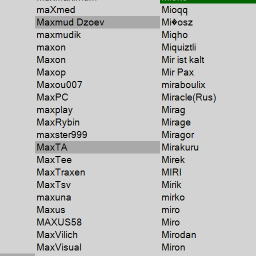 maXmed Mioqq
Maxmud Dzoev Mir�osz
maxmudik Miqho
maxon Miquiztli
Maxon Mir ist kalt
Maxop Mir Pax
Maxou007 miraboulix
MaxPC Miracle(Rus)
maxplay Mirag
MaxRybin Mirage
maxster999 Miragor
MaxTA Mirakuru
MaxTee Mirek
MaxTraxen MIRI
MaxTsv Mirik
maxuna mirko
Maxus miro
MAXUS58 Miro
MaxVilich Mirodan
MaxVisual Miron